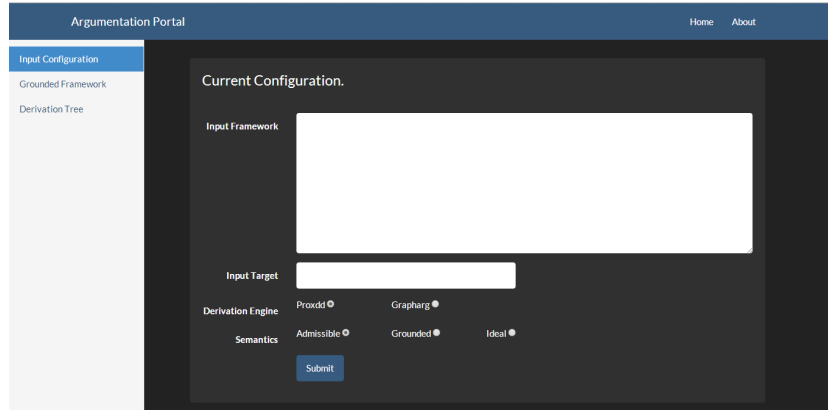 Argumentation Portal
Home About
Input Configuration
Grounded Framework
Derivation Tree
Current Configuration.
Input Framework
Input Target
Derivation Engine Proxdd Grapharg
Semantics Admissible Grounded Ideal
Submit